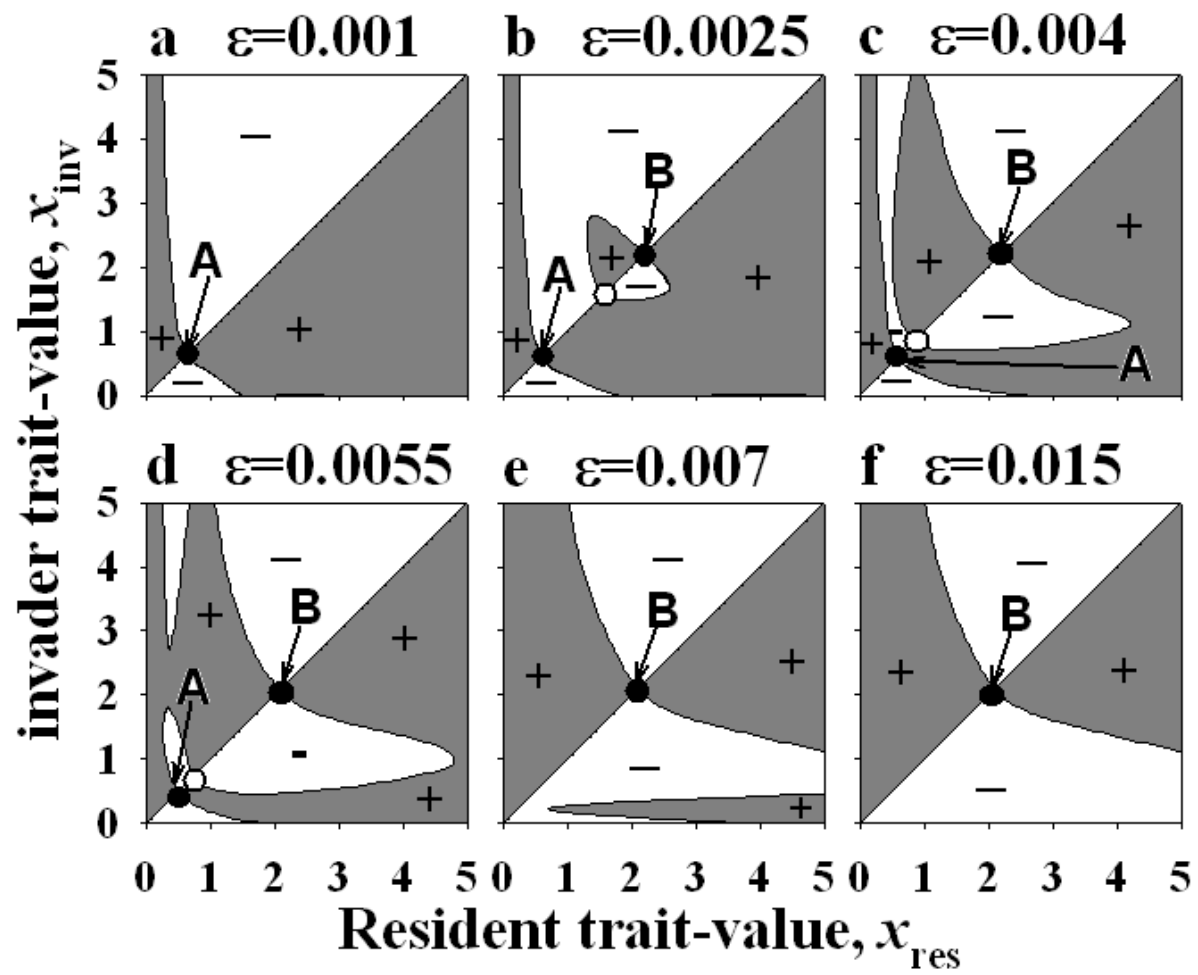 a ε=0.001
b ε=0.0025
c ε=0.004
5
4
3
2
1
0
invader trait-value, x_inv
A
+
+
−
−
A
B
+
+
+
−
−
−
A
B
+
+
+
−
−
−
-
d ε=0.0055
e ε=0.007
f ε=0.015
5
4
3
2
1
0
A
B
+
+
+
−
-
B
+
+
+
−
−
B
+
+
−
−
0 1 2 3 4 5
0 1 2 3 4 5
0 1 2 3 4 5
Resident trait-value, x_res